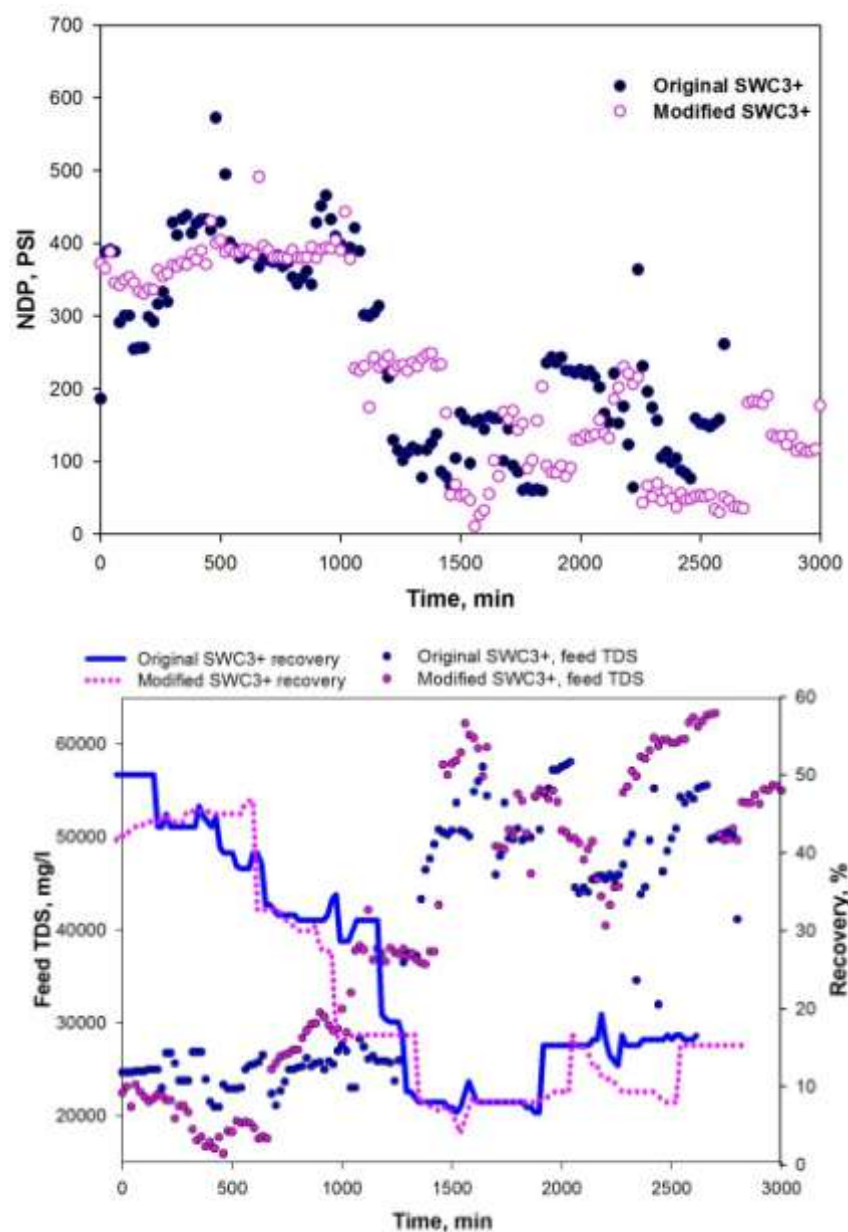 700
600
500
400
300
200
100
0
NDP, PSI
Original SWC3+
Modified SWC3+
0 500 1000 1500 2000 2500 3000
Time, min
Original SWC3+ recovery
Modified SWC3+ recovery
Original SWC3+, feed TDS
Modified SWC3+, feed TDS
60000
50000
40000
30000
20000
Feed TDS, mg/l
60
50
40
30
20
10
0
Recovery, %
0 500 1000 1500 2000 2500 3000
Time, min